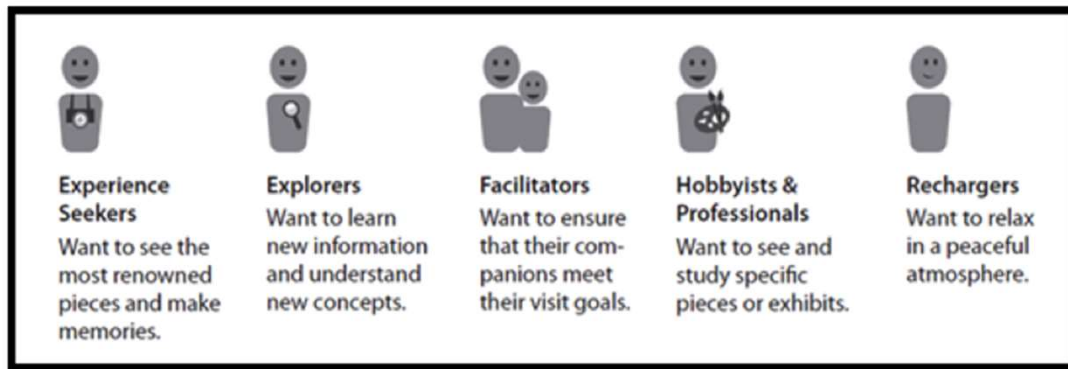 Experience
Seekers
Want to see the
most renowned
pieces and make
memories.
Explorers
Want to learn
new information
and understand
new concepts.
Facilitators
Want to ensure
that their com-
panions meet
their visit goals.
Hobbyists &
Professionals
Want to see and
study specific
pieces or exhibits.
Rechargers
Want to relax
in a peaceful
atmosphere.